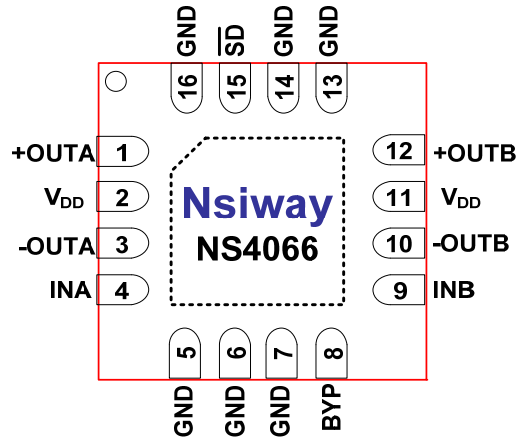 GND SD GND GND
16 15 14 13
+OUTA 1 12 +OUTB
VDD 2 11 VDD
Nsiway
-OUTA 3 10 -OUTB
NS4066
INA 4 9 INB
5 6 7 8
GND GND GND BYP